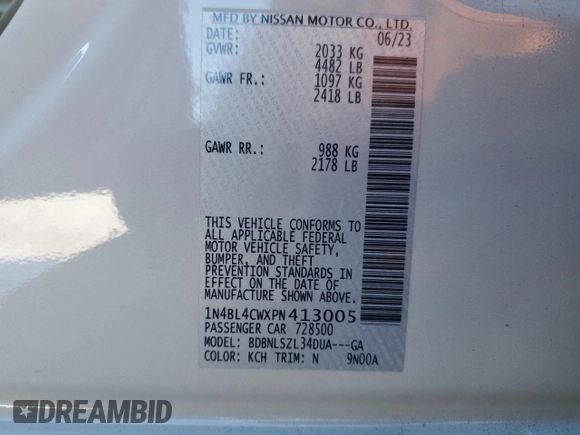 MFD BY NISSAN MOTOR CO., LTD.
DATE: 06/23
GVWR: 2033 KG
4482 LB
GAWR FR.: 1097 KG
2418 LB
GAWR RR.: 988 KG
2178 LB
THIS VEHICLE CONFORMS TO
ALL APPLICABLE FEDERAL
MOTOR VEHICLE SAFETY,
BUMPER, AND THEFT
PREVENTION STANDARDS IN
EFFECT ON THE DATE OF
MANUFACTURE SHOWN ABOVE.
1N4BL4CWXPN413005
PASSENGER CAR 728500
MODEL: BDBNLSZL34DUA---GA
COLOR: KCH TRIM: N 9N00A
DREAMBID